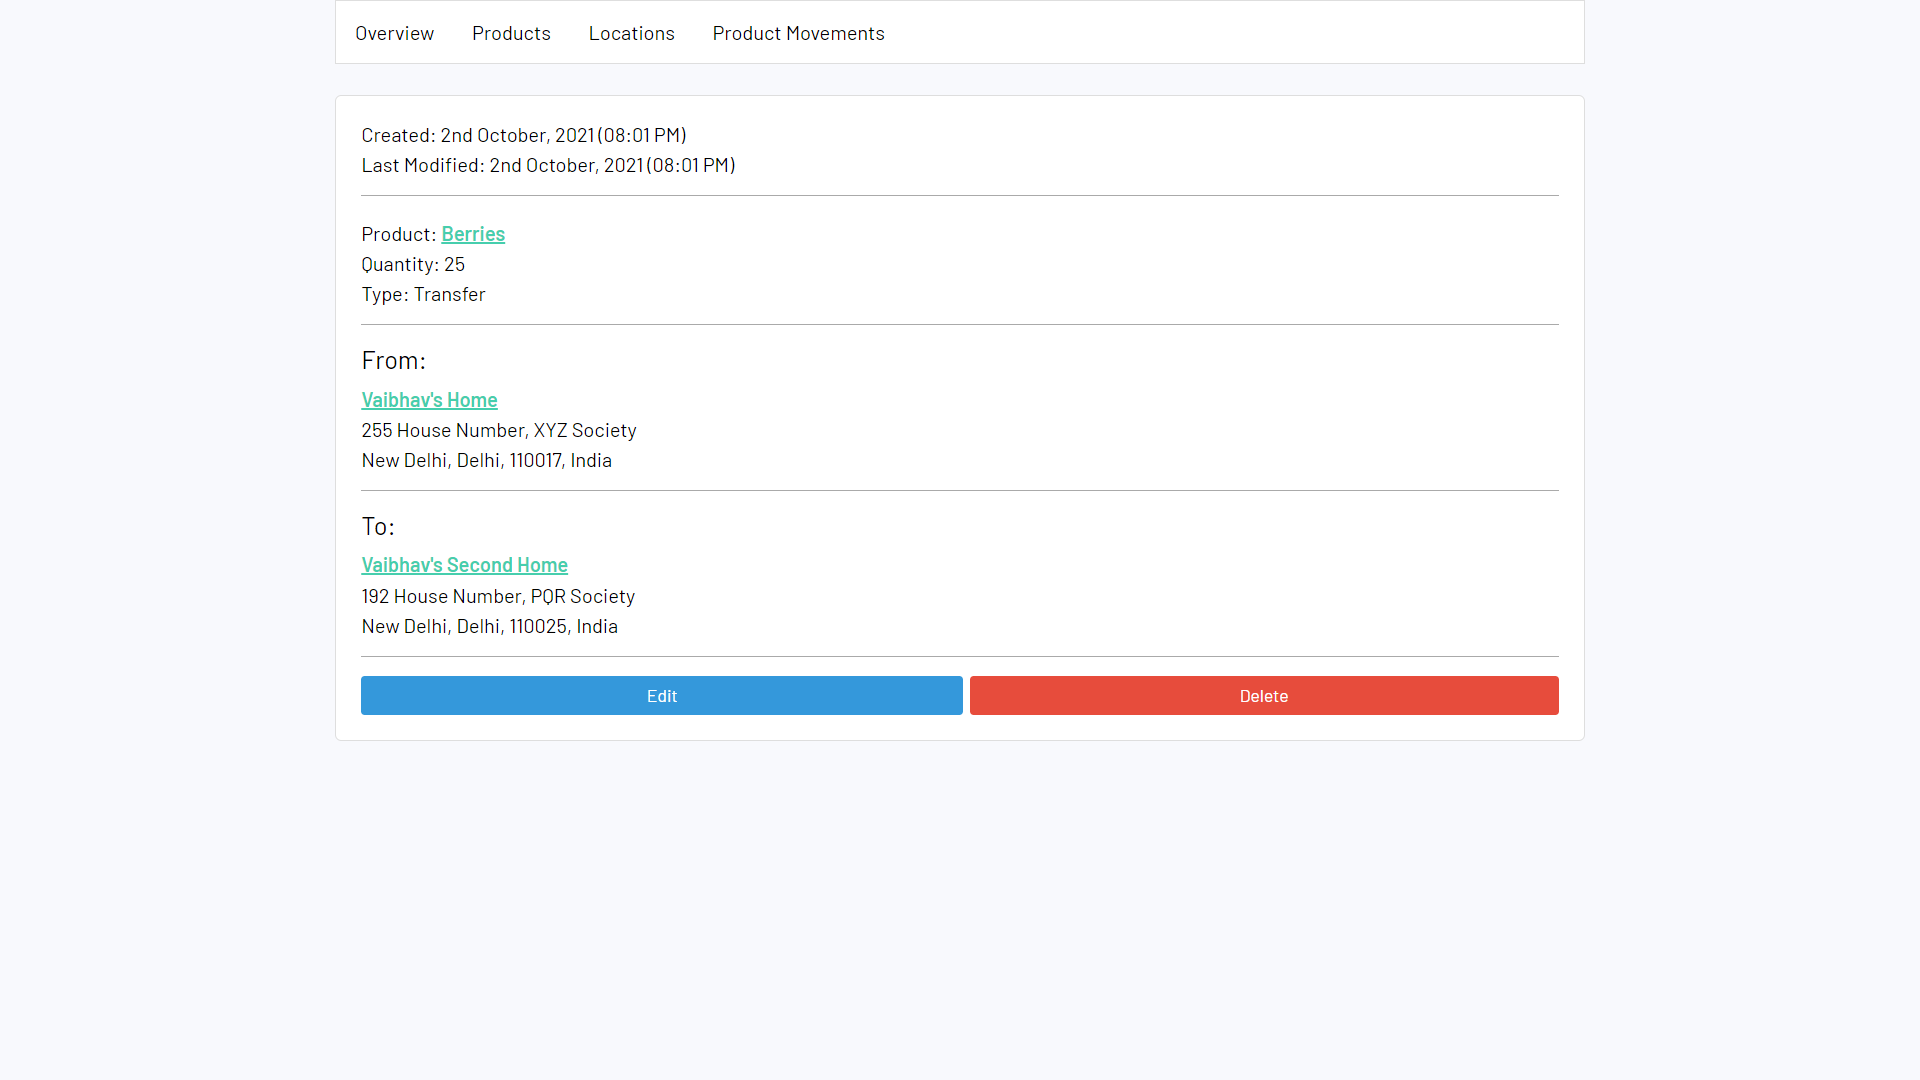 Overview Products Locations Product Movements
Created: 2nd October, 2021 (08:01 PM)
Last Modified: 2nd October, 2021 (08:01 PM)
Product: Berries
Quantity: 25
Type: Transfer
From:
Vaibhav's Home
255 House Number, XYZ Society
New Delhi, Delhi, 110017, India
To:
Vaibhav's Second Home
192 House Number, PQR Society
New Delhi, Delhi, 110025, India
Edit Delete